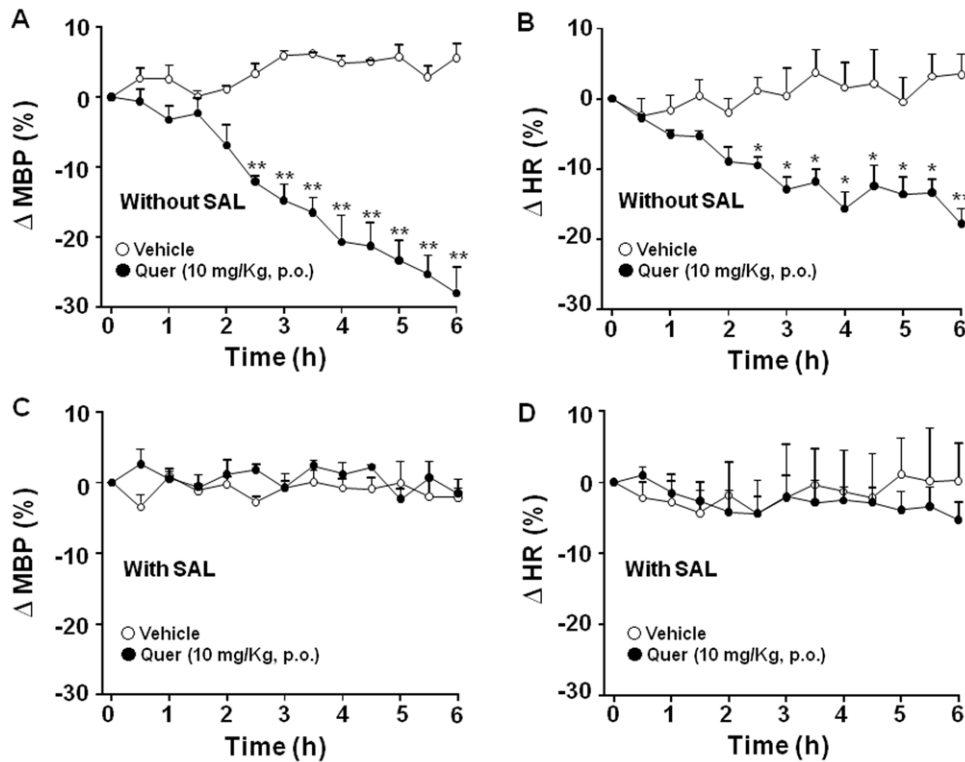 A
10
0
-10
-20
-30
Δ MBP (%)
Without SAL
Vehicle
Quer (10 mg/Kg, p.o.)
** ** ** ** ** ** ** **
0 1 2 3 4 5 6
Time (h)
B
10
0
-10
-20
-30
Δ HR (%)
Without SAL
Vehicle
Quer (10 mg/Kg, p.o.)
* * * * * * * **
0 1 2 3 4 5 6
Time (h)
C
10
0
-10
-20
-30
Δ MBP (%)
With SAL
Vehicle
Quer (10 mg/Kg, p.o.)
0 1 2 3 4 5 6
Time (h)
D
10
0
-10
-20
-30
Δ HR (%)
With SAL
Vehicle
Quer (10 mg/Kg, p.o.)
0 1 2 3 4 5 6
Time (h)